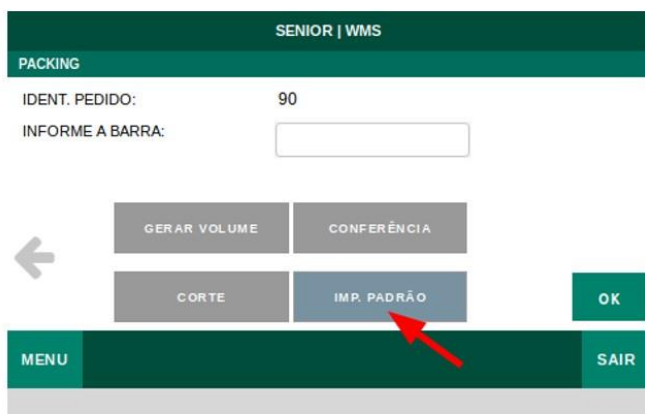 SENIOR | WMS
PACKING
IDENT. PEDIDO: 90
INFORME A BARRA:
GERAR VOLUME CONFERÊNCIA
CORTE IMP. PADRÃO OK
MENU SAIR